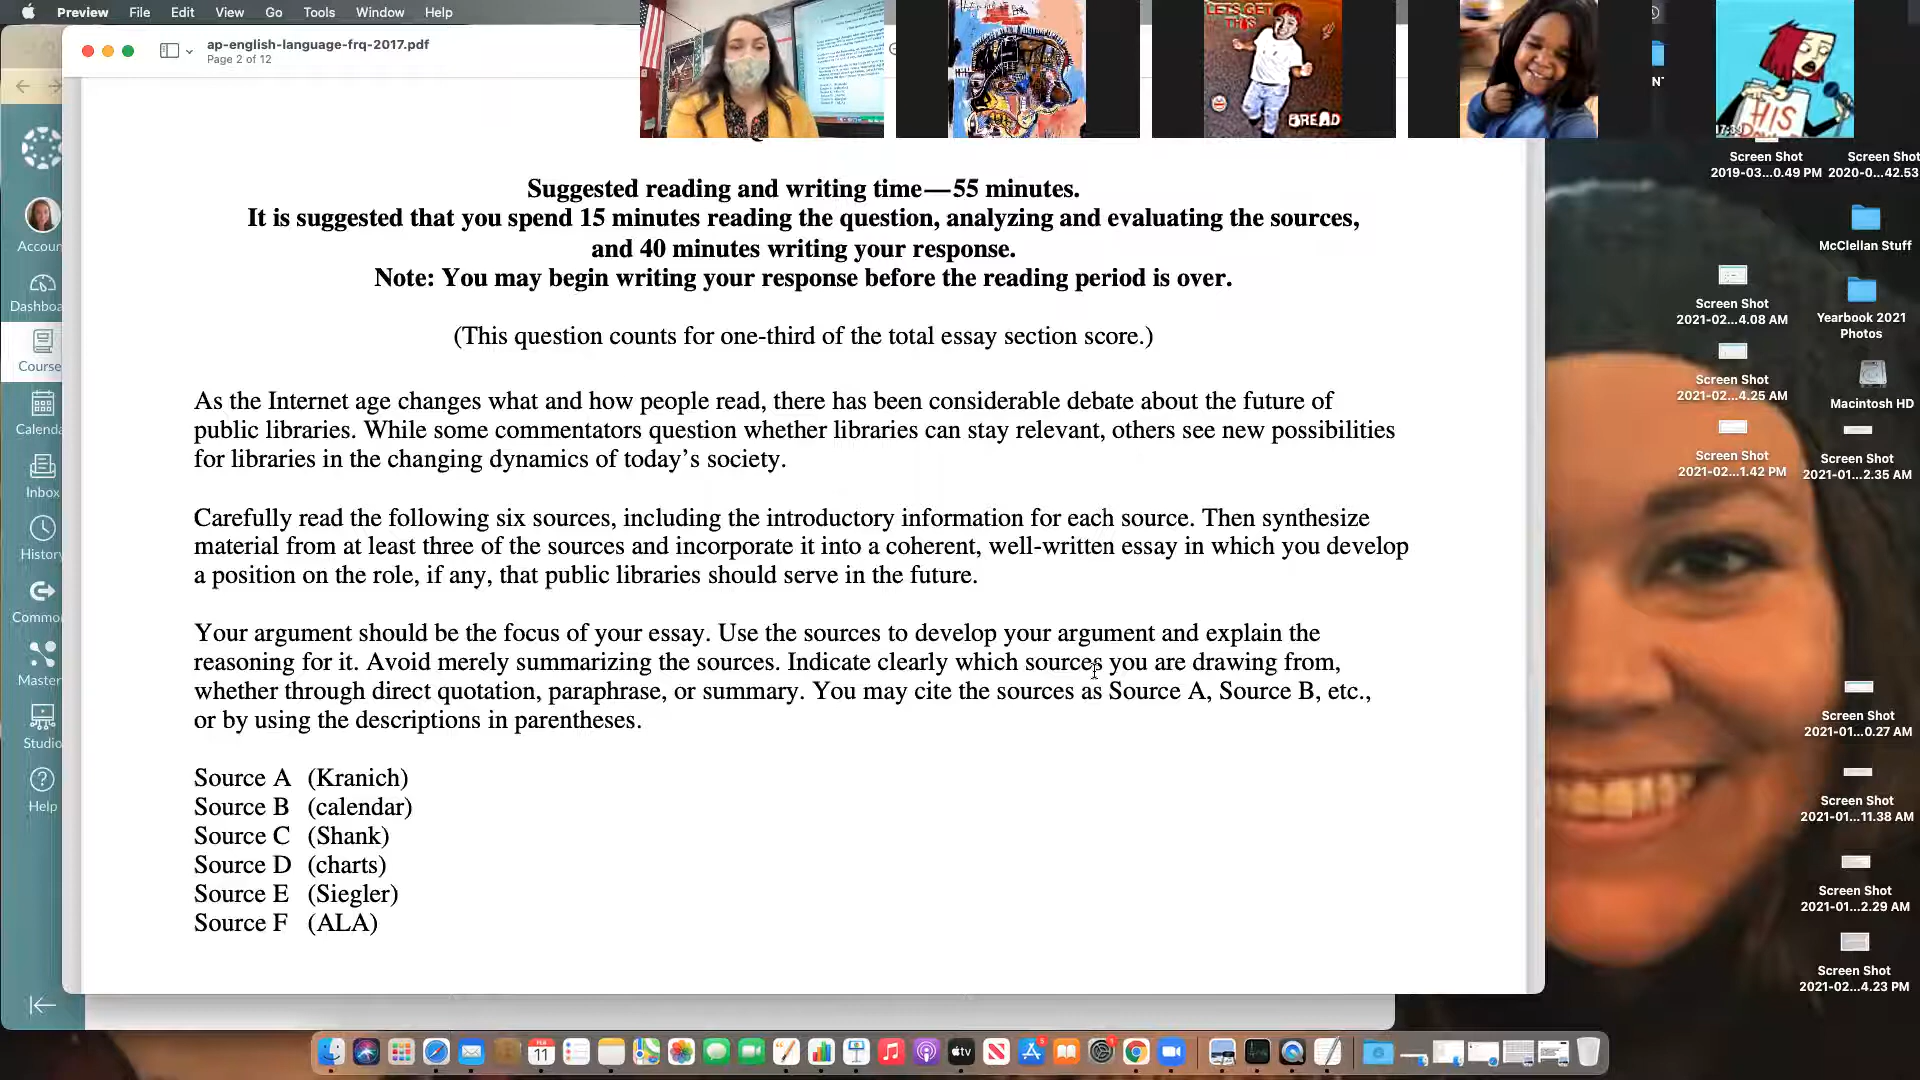 Preview File Edit View Go Tools Window Help
ap-english-language-frq-2017.pdf
Page 2 of 12
LETS GET
THIS
BREAD
HIS
Suggested reading and writing time—55 minutes.
It is suggested that you spend 15 minutes reading the question, analyzing and evaluating the sources,
and 40 minutes writing your response.
Note: You may begin writing your response before the reading period is over.
(This question counts for one-third of the total essay section score.)
As the Internet age changes what and how people read, there has been considerable debate about the future of
public libraries. While some commentators question whether libraries can stay relevant, others see new possibilities
for libraries in the changing dynamics of today's society.
Carefully read the following six sources, including the introductory information for each source. Then synthesize
material from at least three of the sources and incorporate it into a coherent, well-written essay in which you develop
a position on the role, if any, that public libraries should serve in the future.
Your argument should be the focus of your essay. Use the sources to develop your argument and explain the
reasoning for it. Avoid merely summarizing the sources. Indicate clearly which sources you are drawing from,
whether through direct quotation, paraphrase, or summary. You may cite the sources as Source A, Source B, etc.,
or by using the descriptions in parentheses.
Source A (Kranich)
Source B (calendar)
Source C (Shank)
Source D (charts)
Source E (Siegler)
Source F (ALA)
Accoun
Dashboa
Course
Calenda
Inbox
History
Commo
Master
Studio
Help
Screen Shot
2019-03...0.49 PM
Screen Shot
2020-0...42.53
McClellan Stuff
Screen Shot
2021-02...4.08 AM
Yearbook 2021
Photos
Screen Shot
2021-02...4.25 AM
Macintosh HD
Screen Shot
2021-02...1.42 PM
Screen Shot
2021-01...2.35 AM
Screen Shot
2021-01...0.27 AM
Screen Shot
2021-01...11.38 AM
Screen Shot
2021-01...2.29 AM
Screen Shot
2021-02...4.23 PM
11
tv